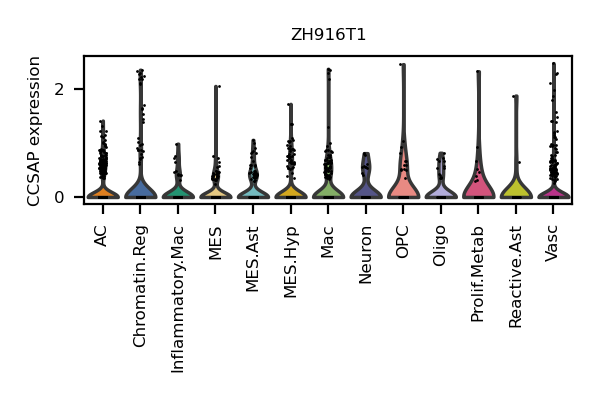 ZH916T1
CCSAP expression
2
0
AC
Chromatin.Reg
Inflammatory.Mac
MES
MES.Ast
MES.Hyp
Mac
Neuron
OPC
Oligo
Prolif.Metab
Reactive.Ast
Vasc